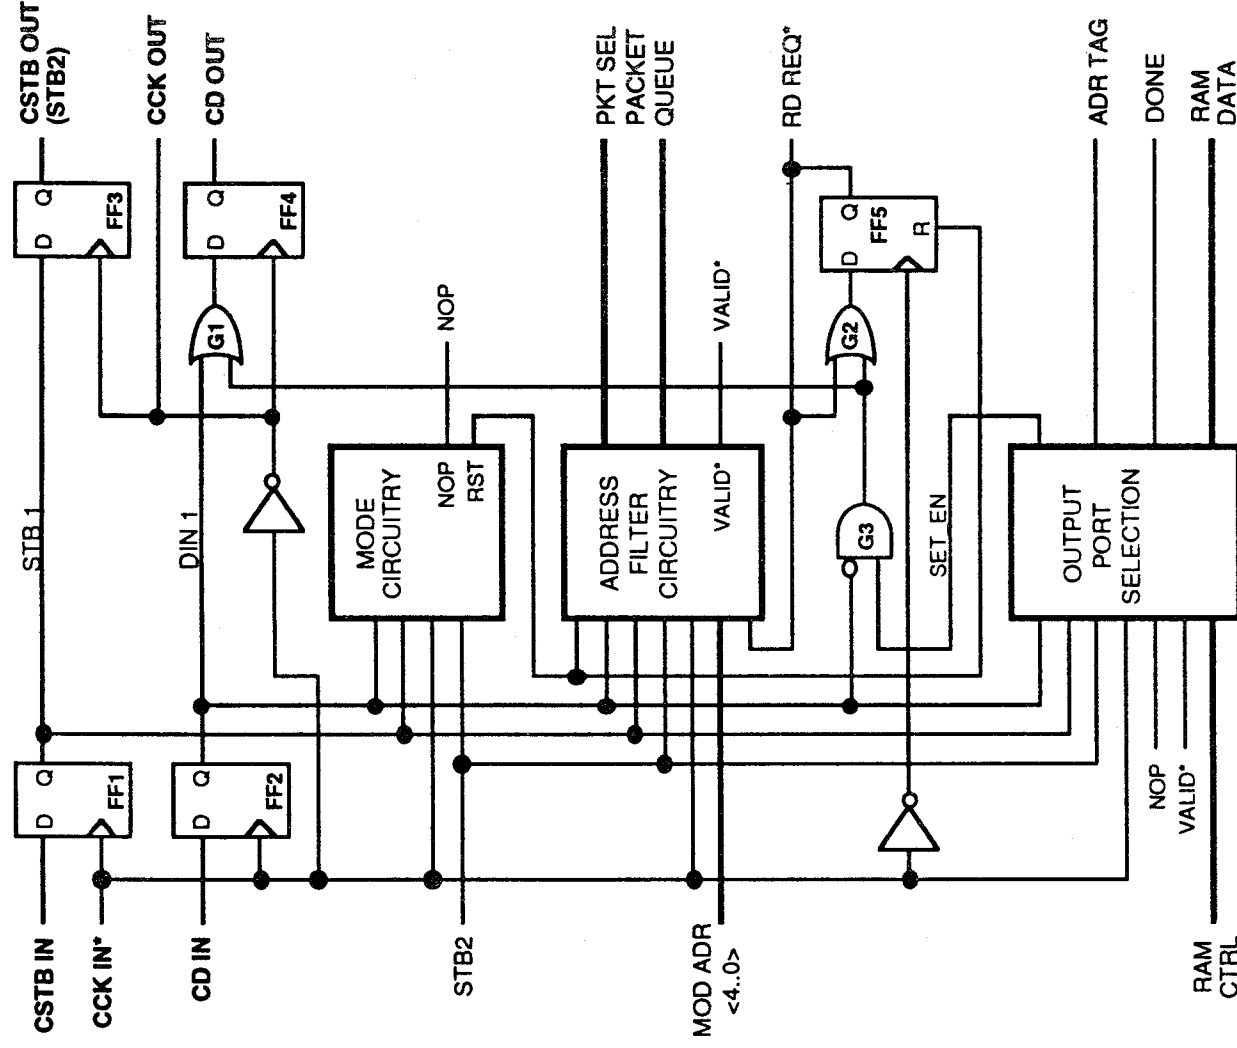 CSTB OUT
(STB2)
CCK OUT
CD OUT
PKT SEL
PACKET
QUEUE
RD REQ*
ADR TAG
DONE
RAM
DATA
D Q
FF3
D Q
FF4
D Q
FF5
R
G1
G2
G3
NOP
VALID*
STB 1
DIN 1
SET_EN
MODE
CIRCUITRY
NOP
RST
ADDRESS
FILTER
CIRCUITRY
VALID*
OUTPUT
PORT
SELECTION
D Q
FF1
D Q
FF2
NOP
VALID*
CSTB IN
CCK IN*
CD IN
STB2
MOD ADR
<4..0>
RAM
CTRL